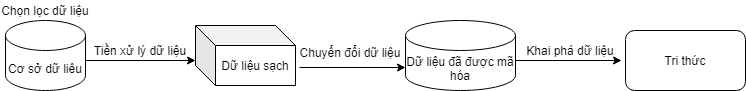 Chọn lọc dữ liệu
Cơ sở dữ liêu
Tiền xử lý dữ liệu
Dữ liệu sạch
Chuyển đổi dữ liệu
Dữ liệu đã được mã
hóa
Khai phá dữ liệu
Tri thức